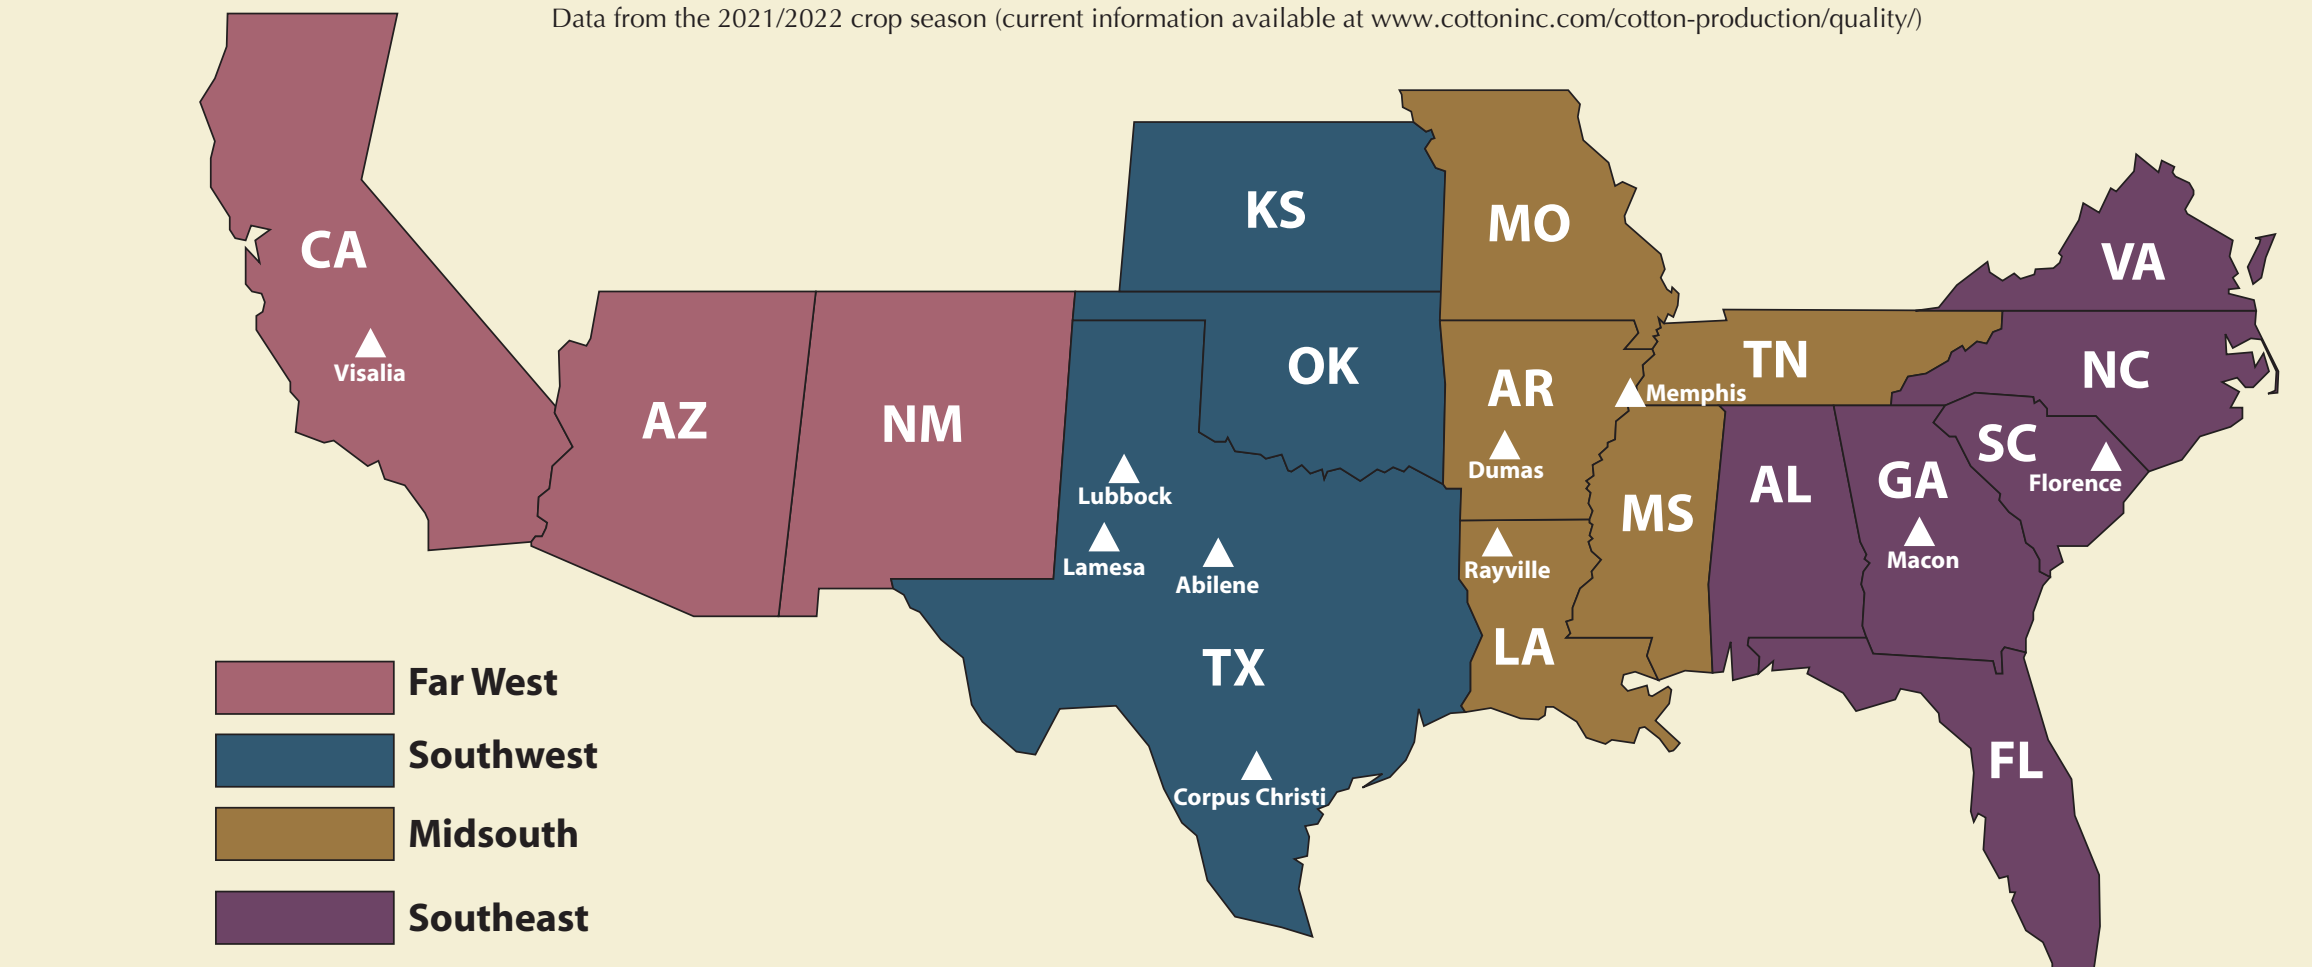 Data from the 2021/2022 crop season (current information available at www.cottoninc.com/cotton-production/quality/)
CA
Visalia
AZ
NM
KS
OK
Lubbock
Lamesa
Abilene
TX
Corpus Christi
MO
AR
Dumas
Rayville
LA
Memphis
TN
MS
AL
GA
Macon
SC
Florence
NC
VA
FL
Far West
Southwest
Midsouth
Southeast